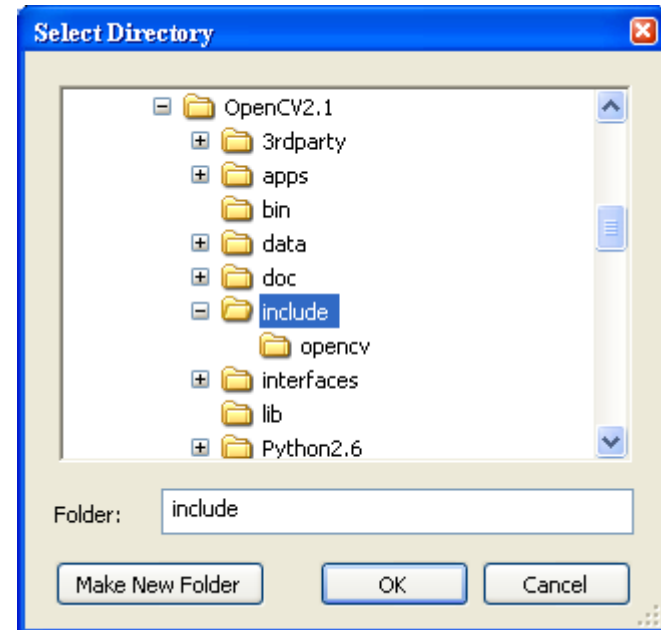 Select Directory
OpenCV2.1
3rdparty
apps
bin
data
doc
include
opencv
interfaces
lib
Python2.6
Folder: include
Make New Folder OK Cancel